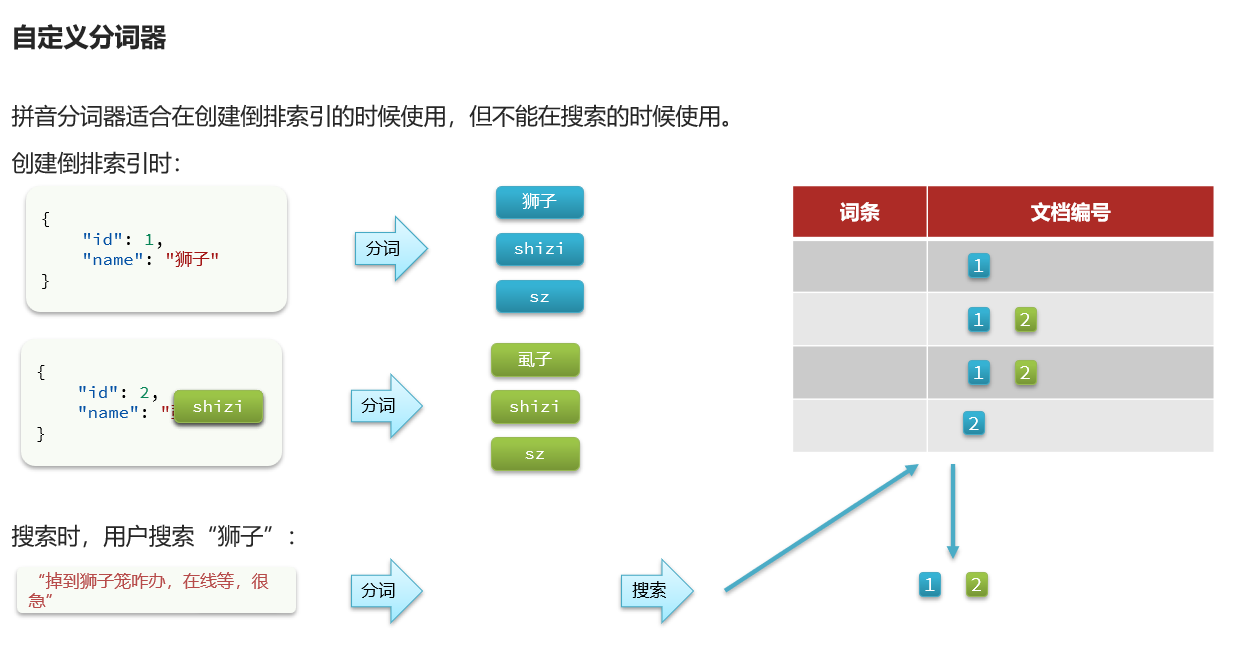 自定义分词器
拼音分词器适合在创建倒排索引的时候使用，但不能在搜索的时候使用。
创建倒排索引时：
{
"id": 1,
"name": "狮子"
}
分词
狮子
shizi
sz
词条 文档编号
1
1 2
1 2
2
{
"id": 2,
"name": "
shizi
}
分词
虱子
shizi
sz
搜索时，用户搜索“狮子”：
“掉到狮子笼咋办，在线等，很
急”
分词
搜索
1 2